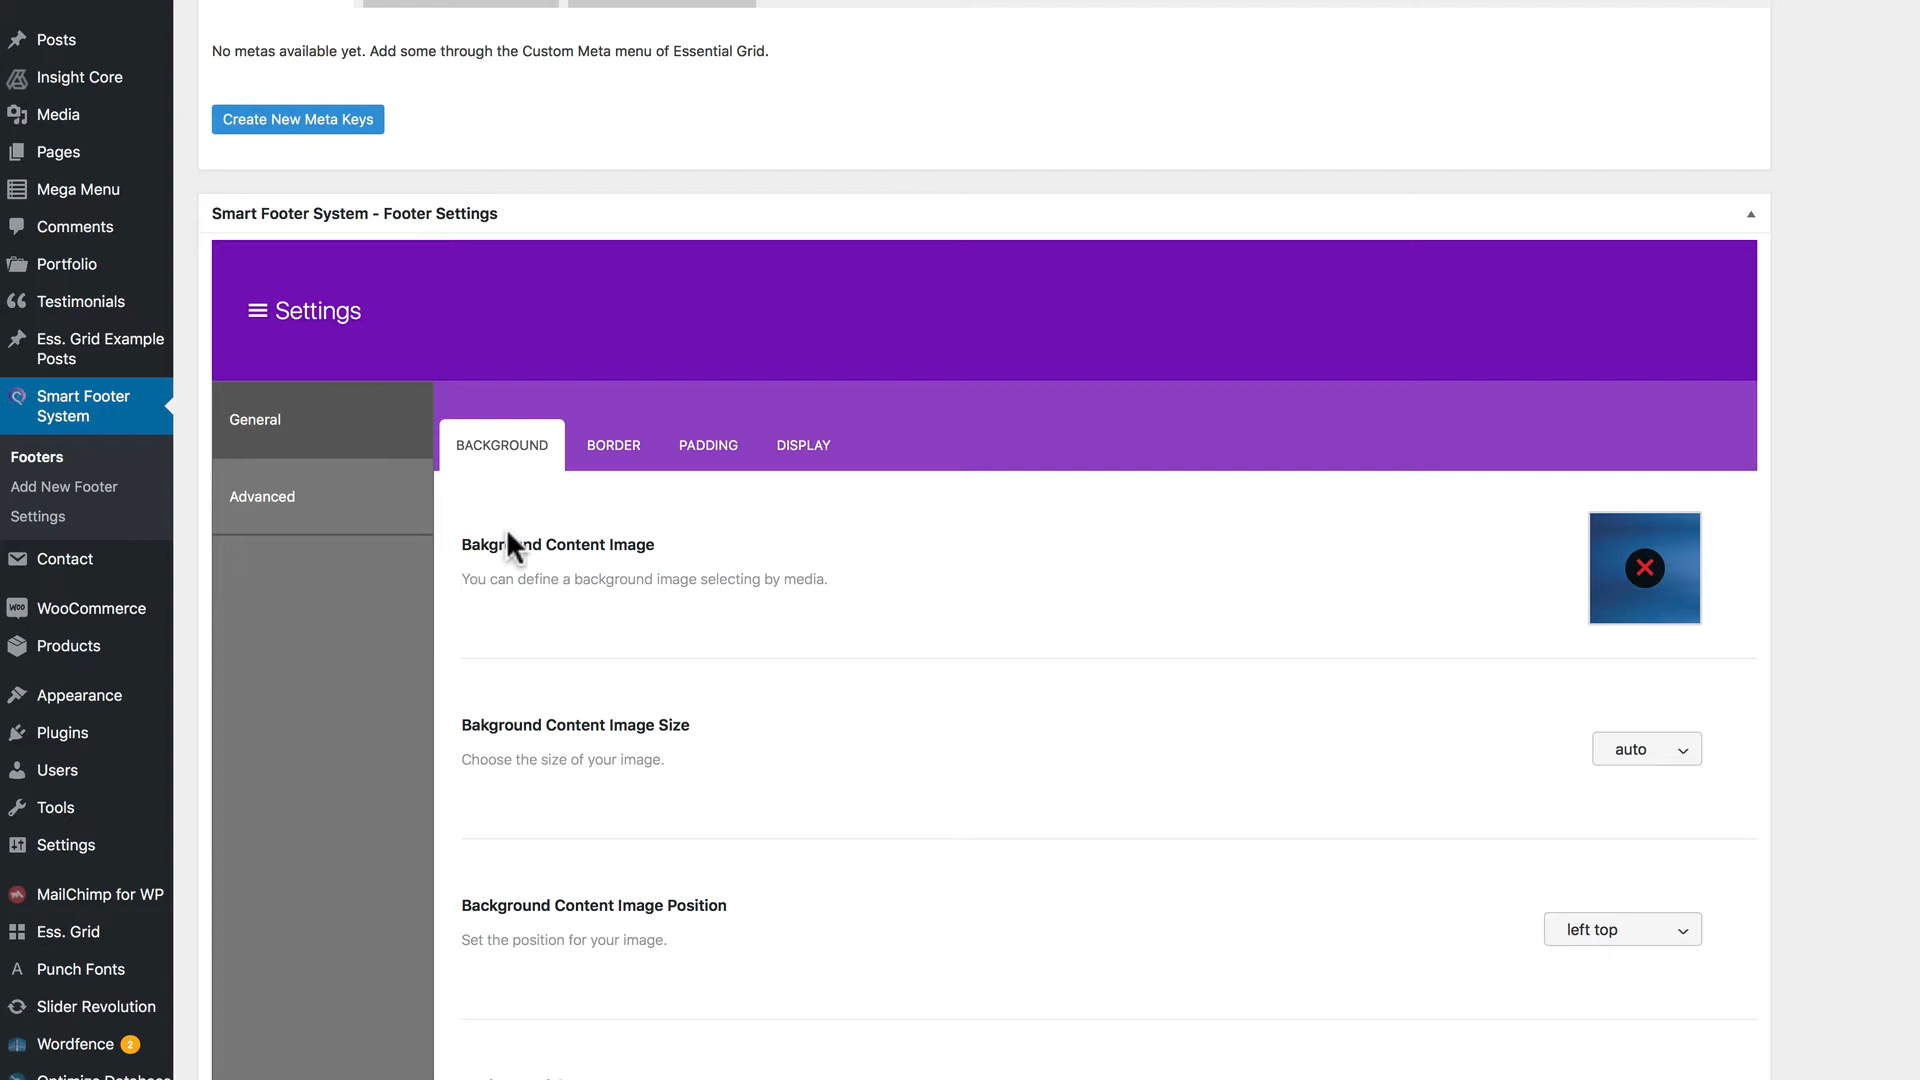 Posts
Insight Core
Media
Pages
Mega Menu
Comments
Portfolio
Testimonials
Ess. Grid Example
Posts
Smart Footer
System
Footers
Add New Footer
Settings
Contact
WooCommerce
Products
Appearance
Plugins
Users
Tools
Settings
MailChimp for WP
Ess. Grid
Punch Fonts
Slider Revolution
Wordfence 2
No metas available yet. Add some through the Custom Meta menu of Essential Grid.
Create New Meta Keys
Smart Footer System - Footer Settings
Settings
General
Advanced
BACKGROUND BORDER PADDING DISPLAY
Bakground Content Image
You can define a background image selecting by media.
Bakground Content Image Size
Choose the size of your image.
auto
Background Content Image Position
Set the position for your image.
left top